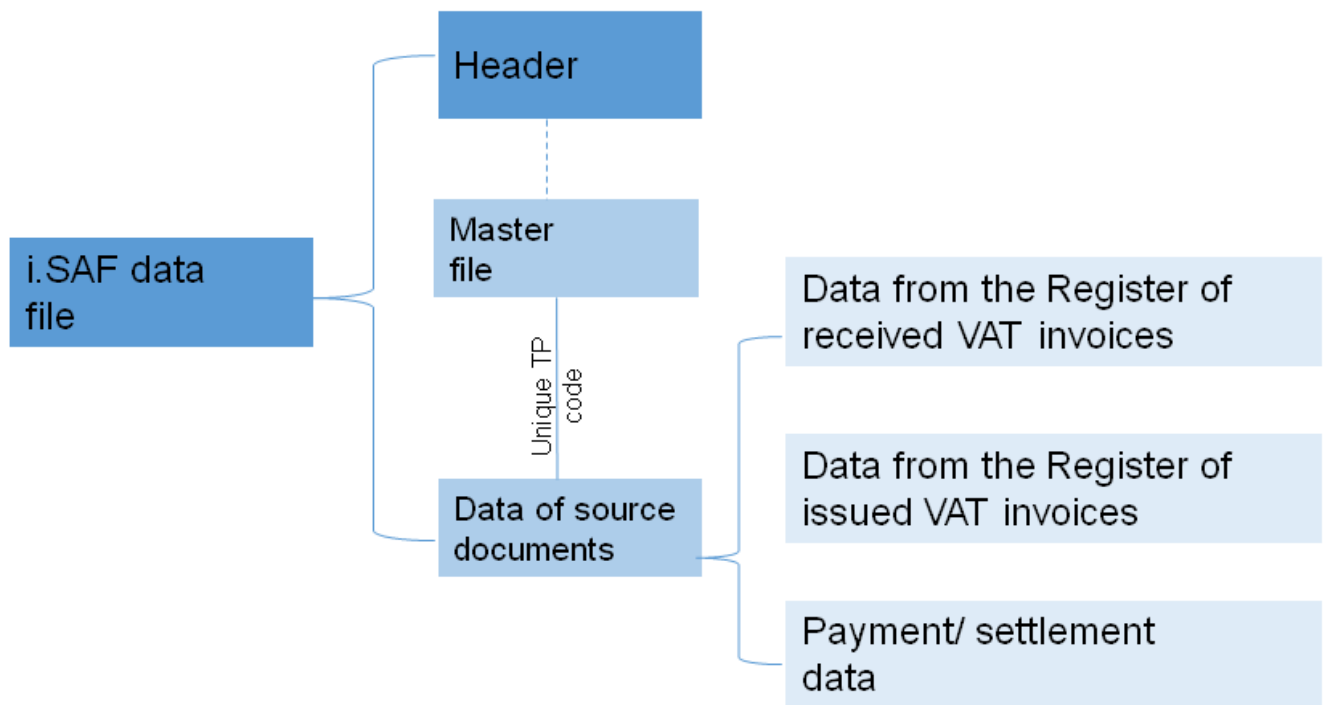 Header
Master
file
i.SAF data
file
Unique TP
code
Data of source
documents
Data from the Register of
received VAT invoices
Data from the Register of
issued VAT invoices
Payment/ settlement
data